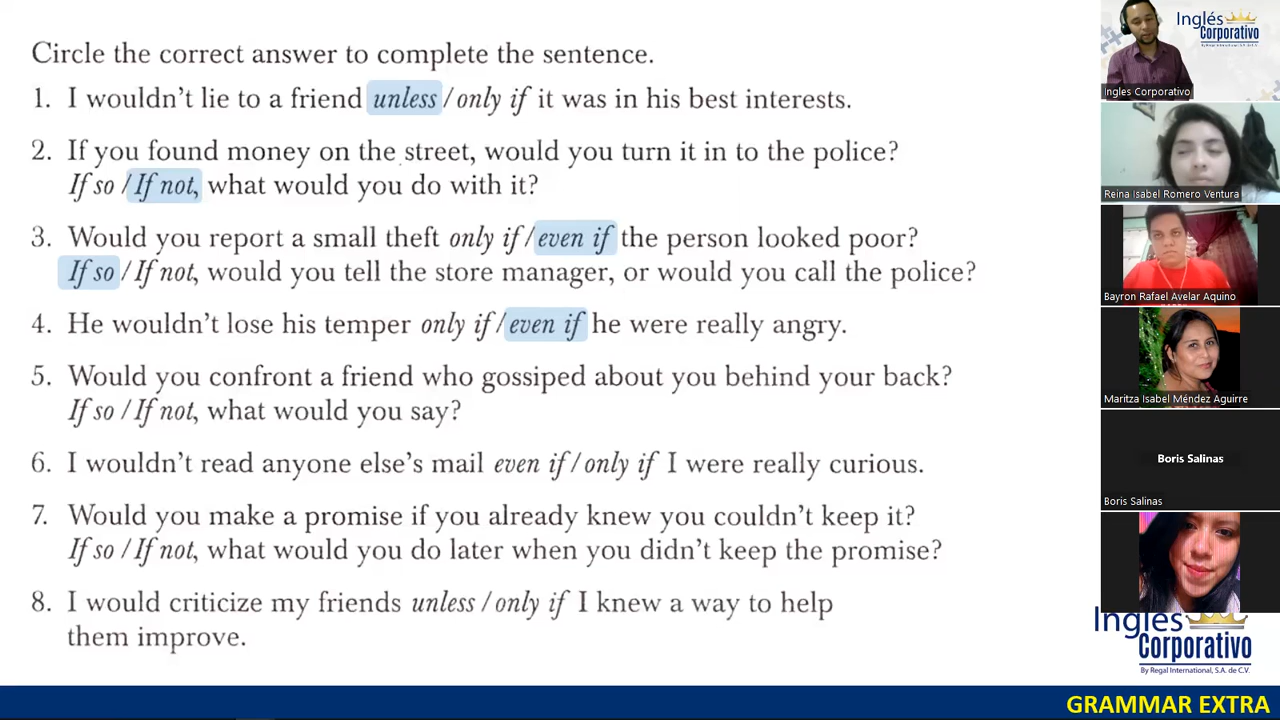 Circle the correct answer to complete the sentence.
1. I wouldn't lie to a friend unless / only if it was in his best interests.
2. If you found money on the street, would you turn it in to the police?
If so / If not, what would you do with it?
3. Would you report a small theft only if / even if the person looked poor?
If so / If not, would you tell the store manager, or would you call the police?
4. He wouldn't lose his temper only if / even if he were really angry.
5. Would you confront a friend who gossiped about you behind your back?
If so / If not, what would you say?
6. I wouldn't read anyone else's mail even if / only if I were really curious.
7. Would you make a promise if you already knew you couldn't keep it?
If so / If not, what would you do later when you didn't keep the promise?
8. I would criticize my friends unless / only if I knew a way to help
them improve.
Inglés
Corporativo
By Regal International, S.A. de C.V.
Ingles Corporativo
Reina Isabel Romero Ventura
Bayron Rafael Avelar Aquino
Maritza Isabel Méndez Aguirre
Boris Salinas
Boris Salinas
Inglés
Corporativo
By Regal International, S.A. de C.V.
GRAMMAR EXTRA